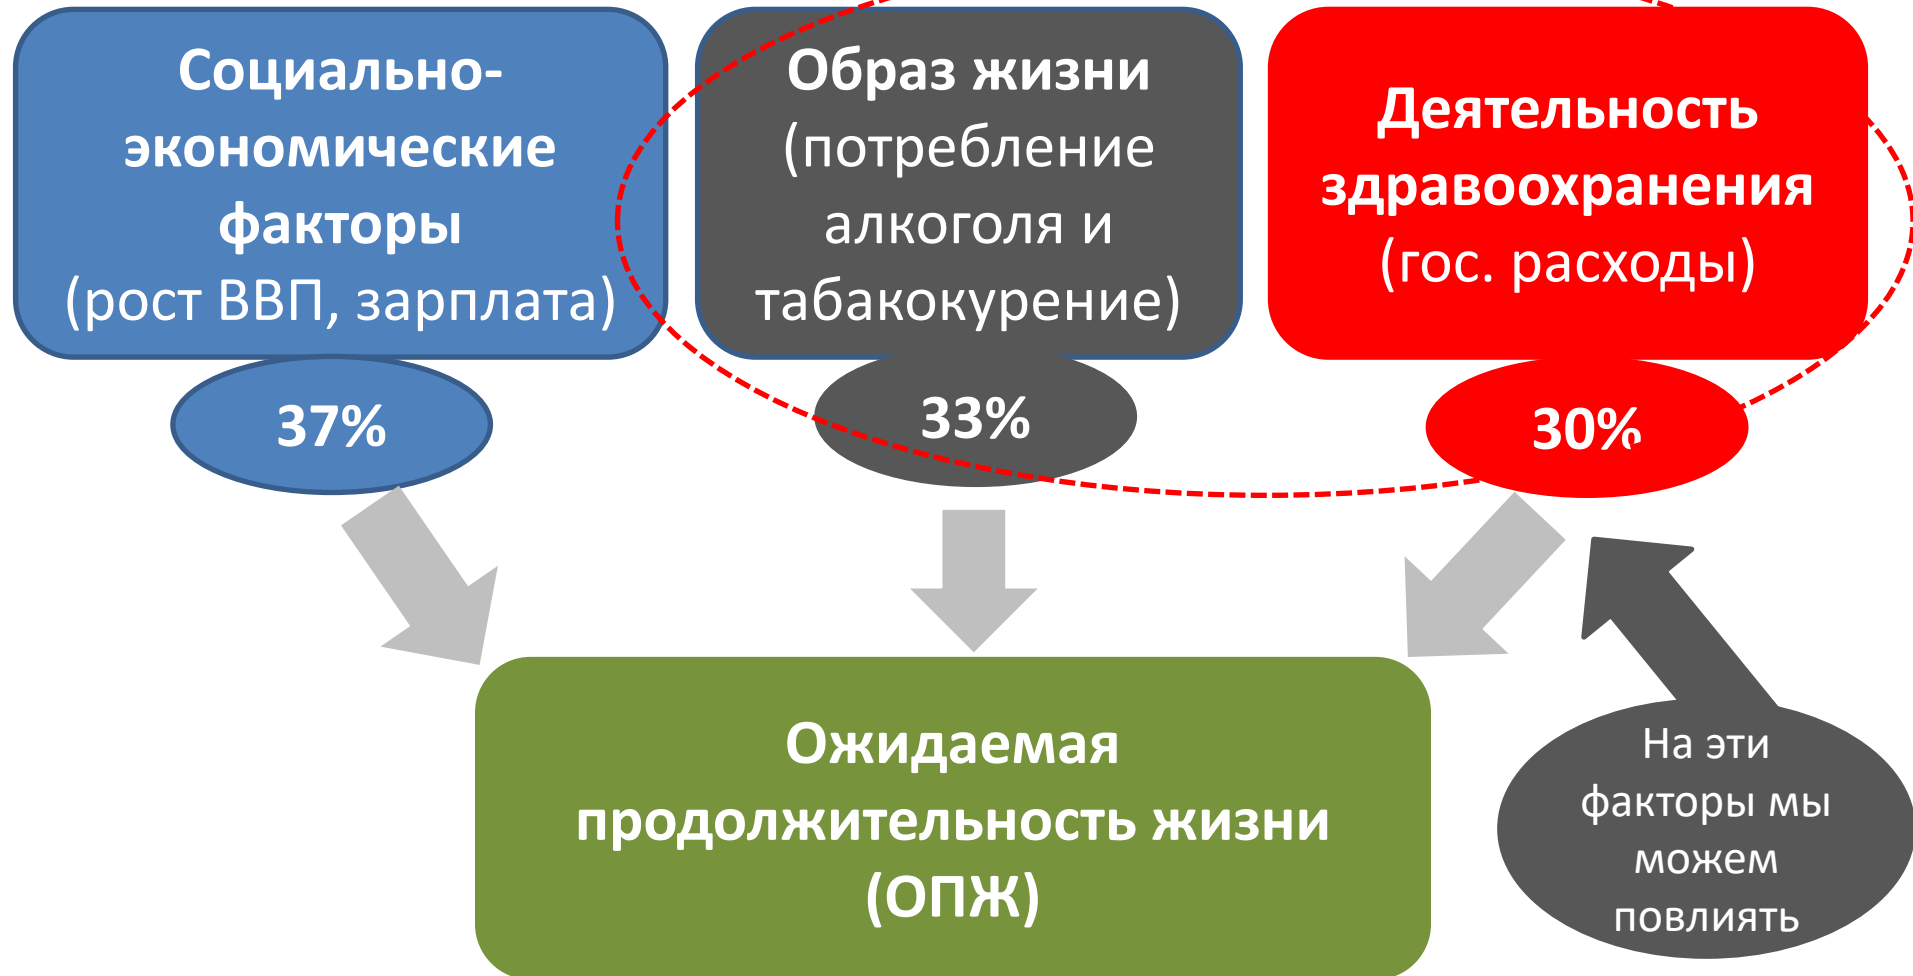 Социально-
экономические
факторы
(рост ВВП, зарплата)
37%
Образ жизни
(потребление
алкоголя и
табакокурение)
33%
Деятельность
здравоохранения
(гос. расходы)
30%
Ожидаемая
продолжительность жизни
(ОПЖ)
На эти
факторы мы
можем
повлиять